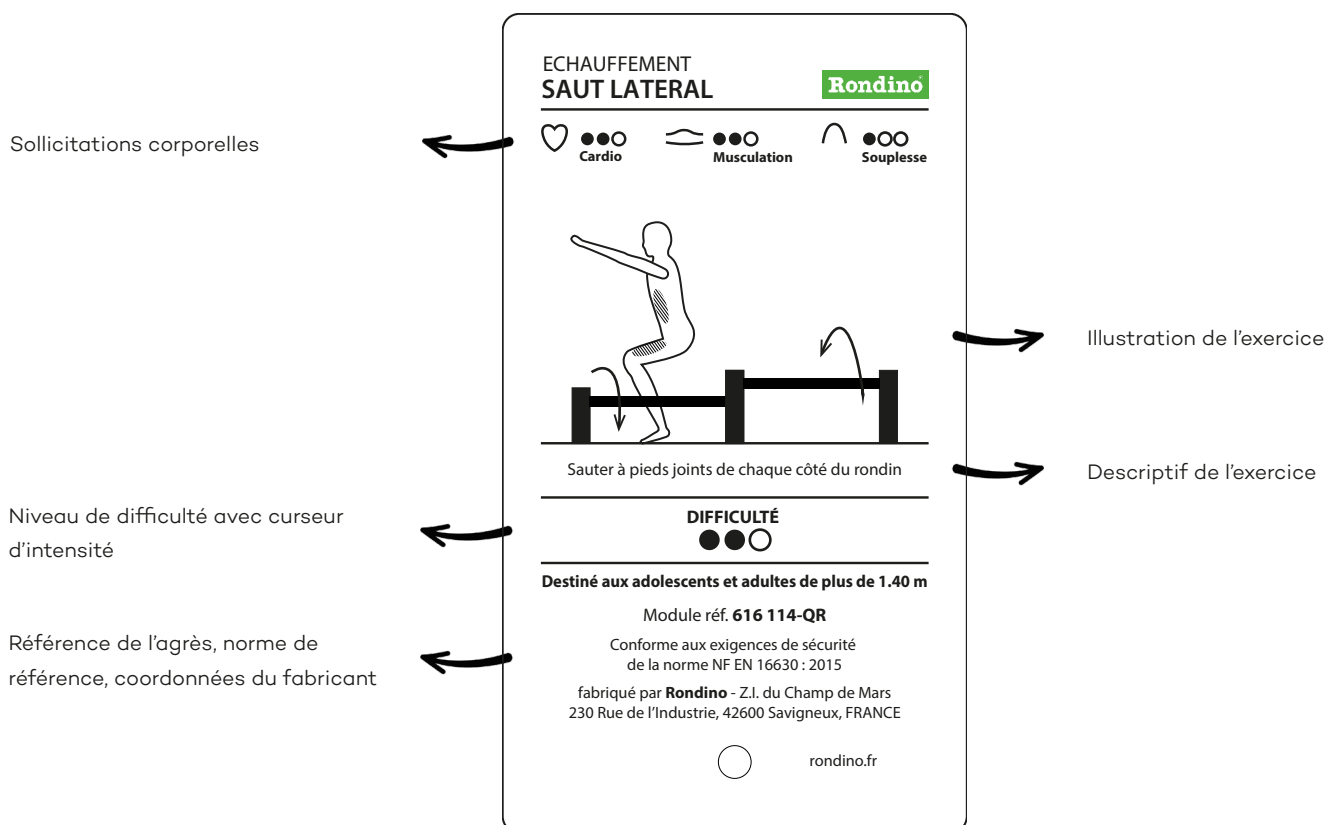 ECHAUFFEMENT
SAUT LATERAL
Rondino
Cardio
Musculation
Souplesse
Sollicitations corporelles
Illustration de l’exercice
Sauter à pieds joints de chaque côté du rondin
Descriptif de l’exercice
DIFFICULTÉ
Niveau de difficulté avec curseur
d’intensité
Destiné aux adolescents et adultes de plus de 1.40 m
Module réf. 616 114-QR
Conforme aux exigences de sécurité
de la norme NF EN 16630 : 2015
Référence de l’agrès, norme de
référence, coordonnées du fabricant
fabriqué par Rondino - Z.I. du Champ de Mars
230 Rue de l’Industrie, 42600 Savigneux, FRANCE
rondino.fr